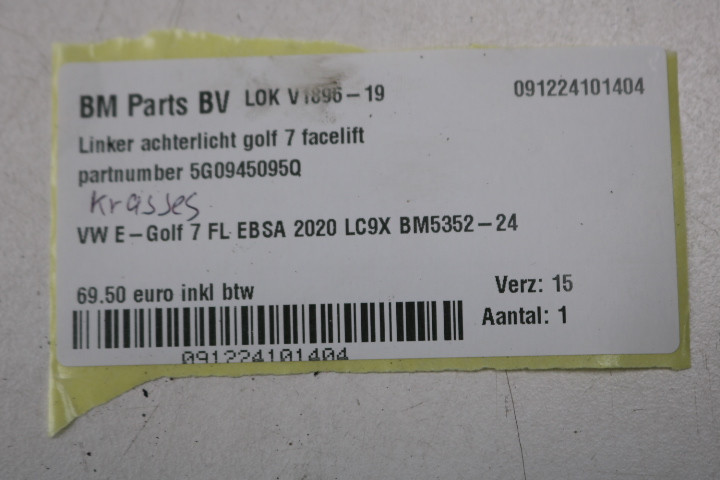 BM Parts BV LOK V1896-19 091224101404
Linker achterlicht golf 7 facelift
partnumber 5G0945095Q
Krasses
VW E-Golf 7 FL EBSA 2020 LC9X BM5352-24
69.50 euro inkl btw Verz: 15
Aantal: 1
091224101404